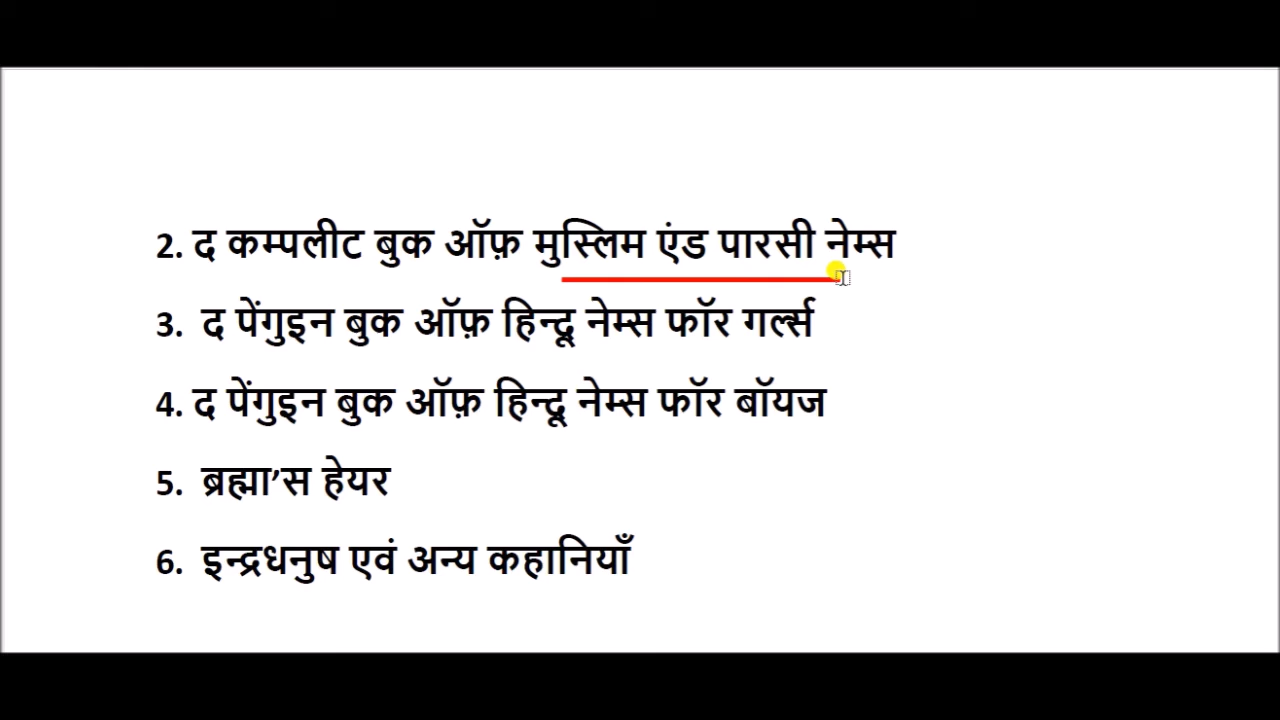 2. द कम्पलीट बुक ऑफ़ मुस्लिम एंड पारसी नेम्स
3. द पेंगुइन बुक ऑफ़ हिन्दू नेम्स फॉर गर्ल्स
4. द पेंगुइन बुक ऑफ़ हिन्दू नेम्स फॉर बॉयज
5. ब्रह्मा’स हेयर
6. इन्द्रधनुष एवं अन्य कहानियाँ